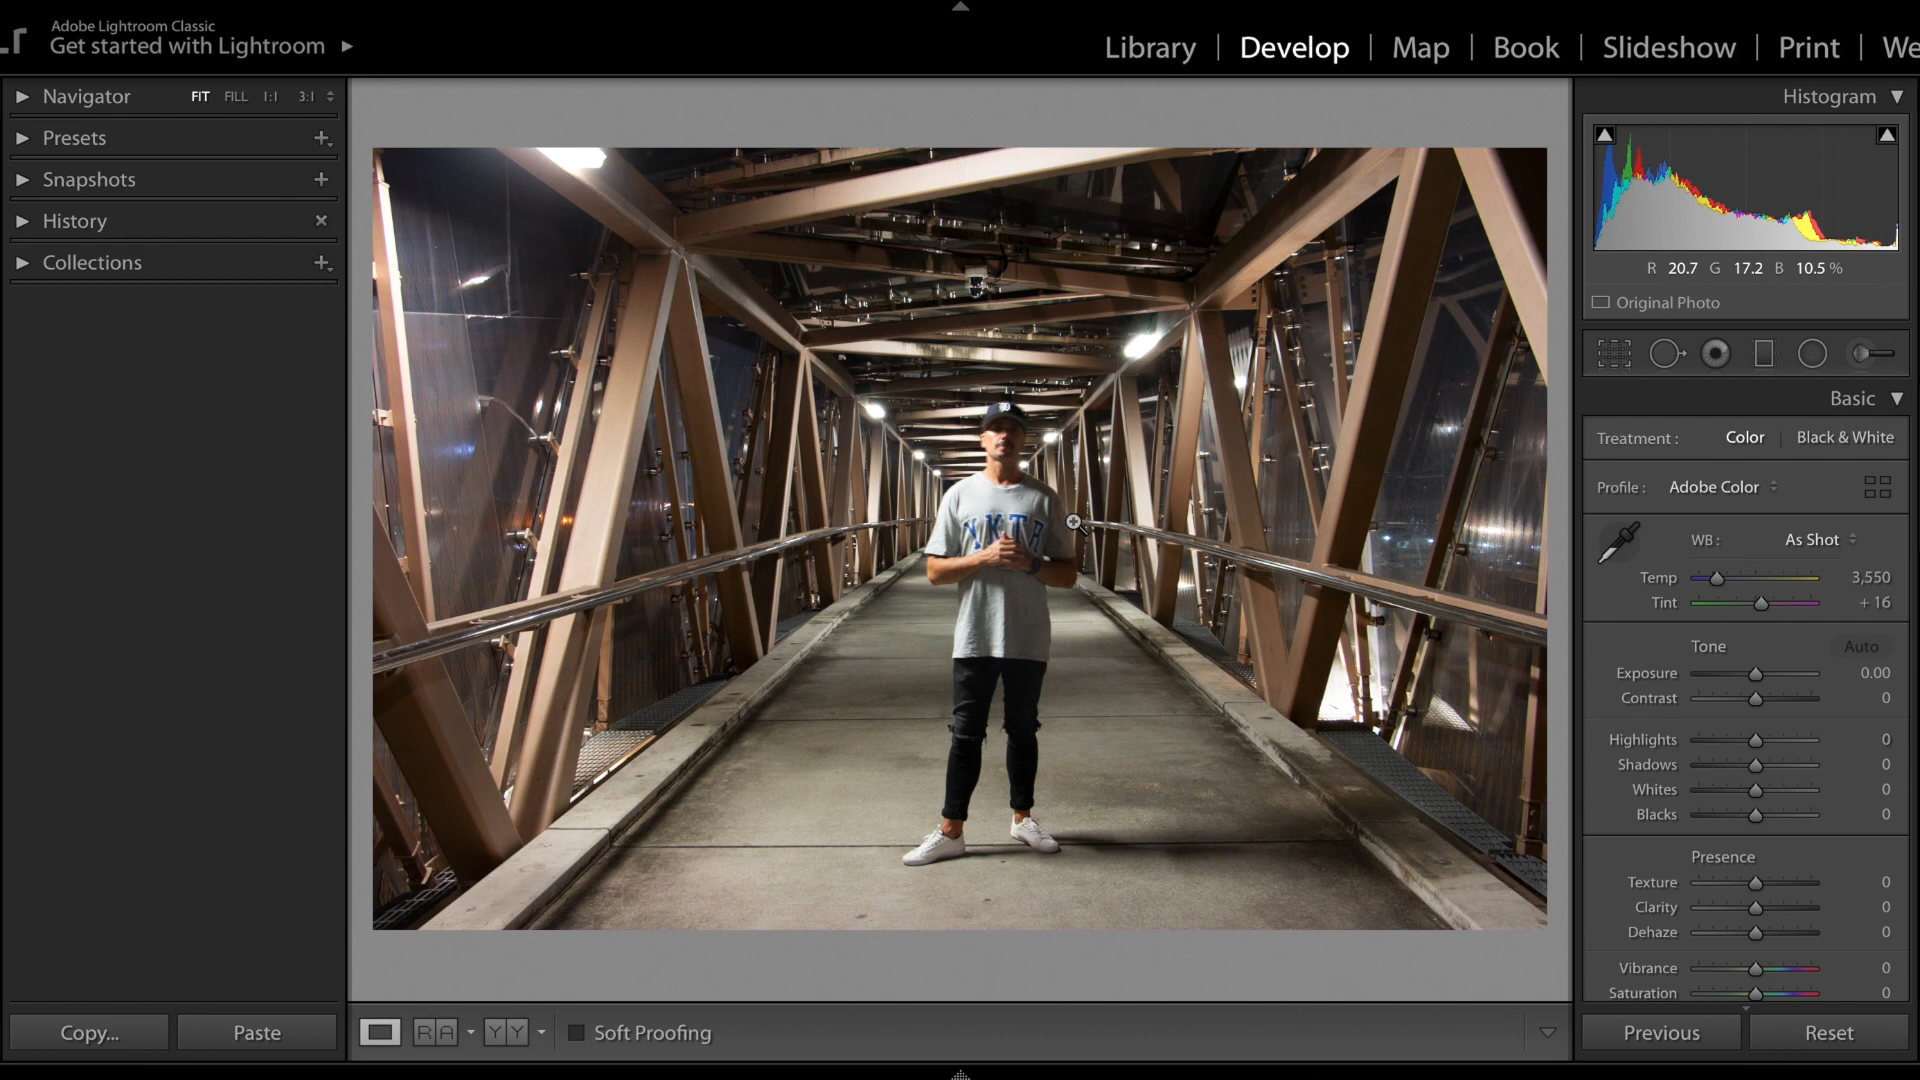 Adobe Lightroom Classic
Get started with Lightroom
Library | Develop | Map | Book | Slideshow | Print | We
Navigator FIT FILL 1:1 3:1
Presets
Snapshots
History
Collections
Histogram
R 20.7 G 17.2 B 10.5 %
Original Photo
Basic
Treatment : Color | Black & White
Profile : Adobe Color
WB : As Shot
Temp 3,550
Tint + 16
Tone Auto
Exposure 0.00
Contrast 0
Highlights 0
Shadows 0
Whites 0
Blacks 0
Presence
Texture 0
Clarity 0
Dehaze 0
Vibrance 0
Saturation 0
YKTR
Copy... Paste
R A Y Y Soft Proofing
Previous Reset